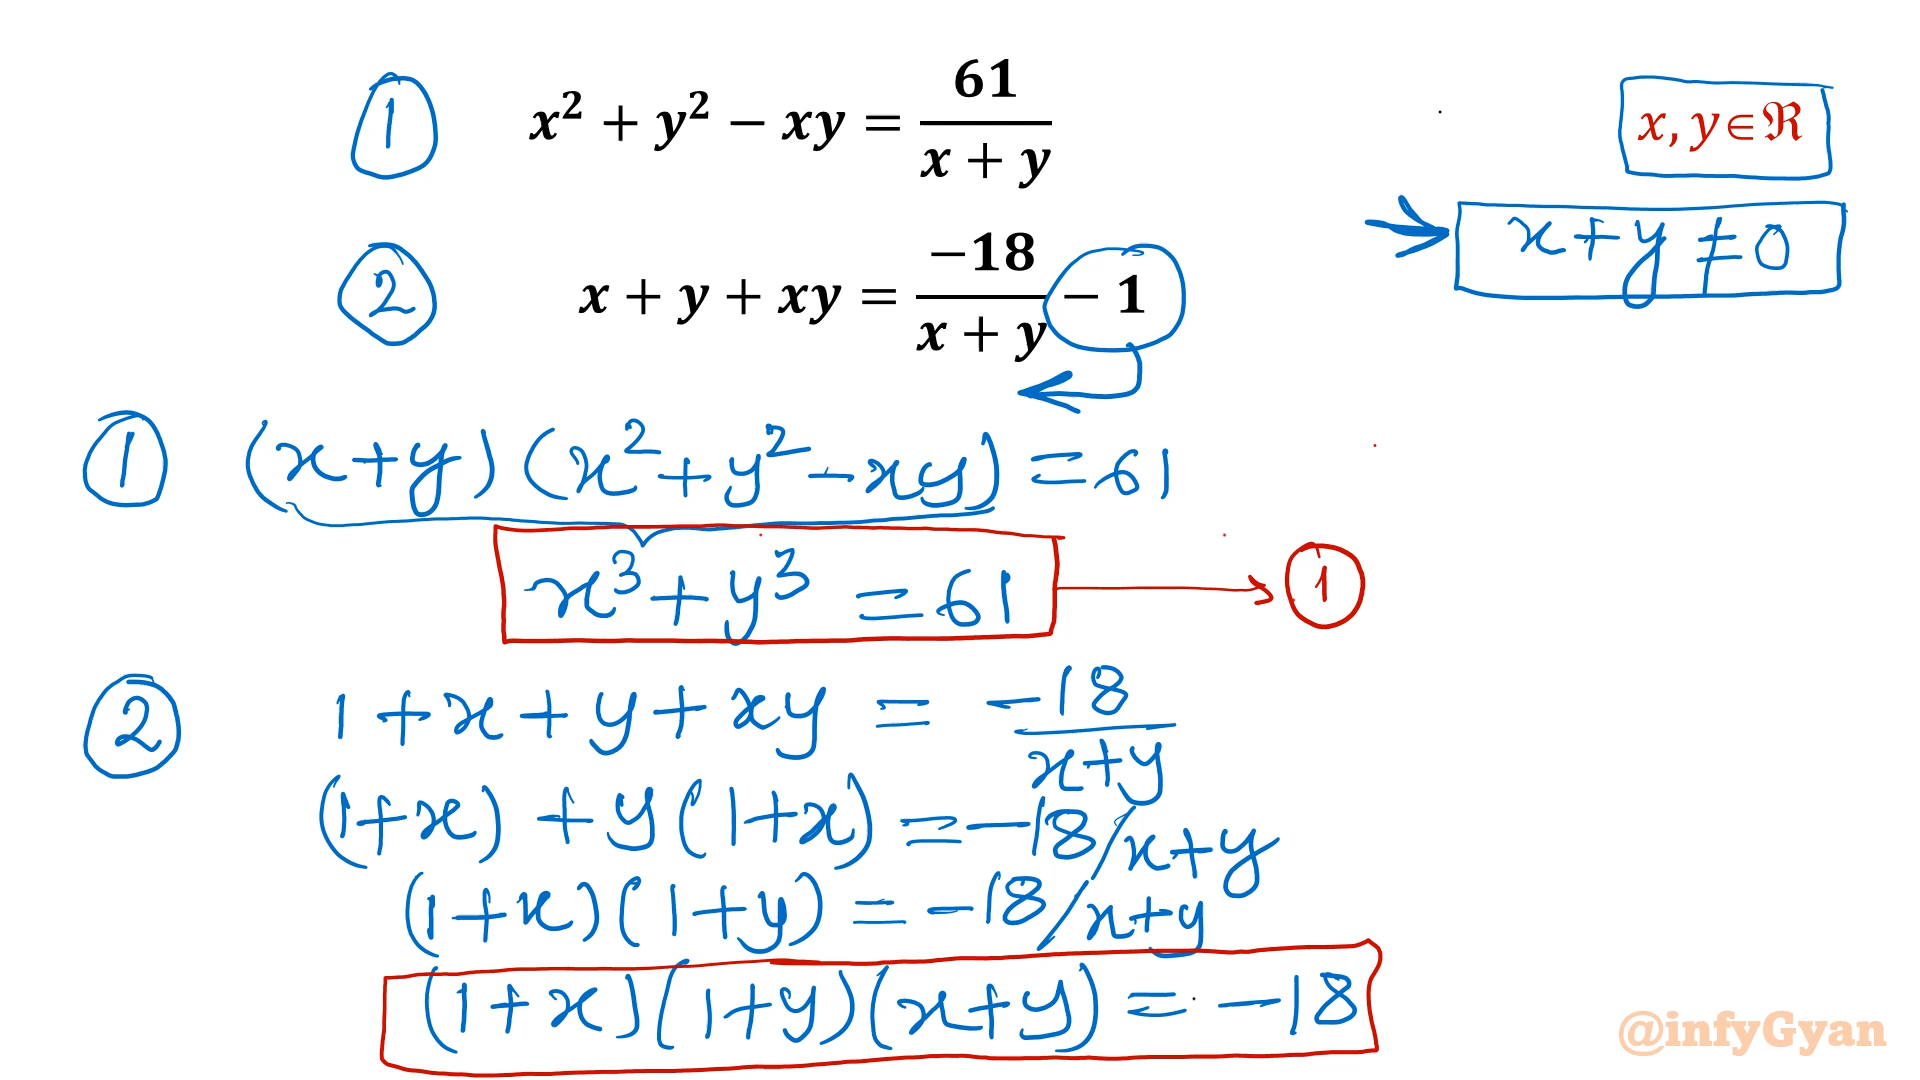 ① x² + y² − xy = 61/(x + y)
x, y ∈ ℜ
x + y ≠ 0
② x + y + xy = −18/(x + y) − 1
① (x+y) (x²+y²−xy) = 61
x³+y³ = 61 → ①
② 1+x+y+xy = −18/(x+y)
(1+x) + y(1+x) = −18/x+y
(1+x)(1+y) = −18/x+y
(1+x)(1+y)(x+y) = −18
@infyGyan